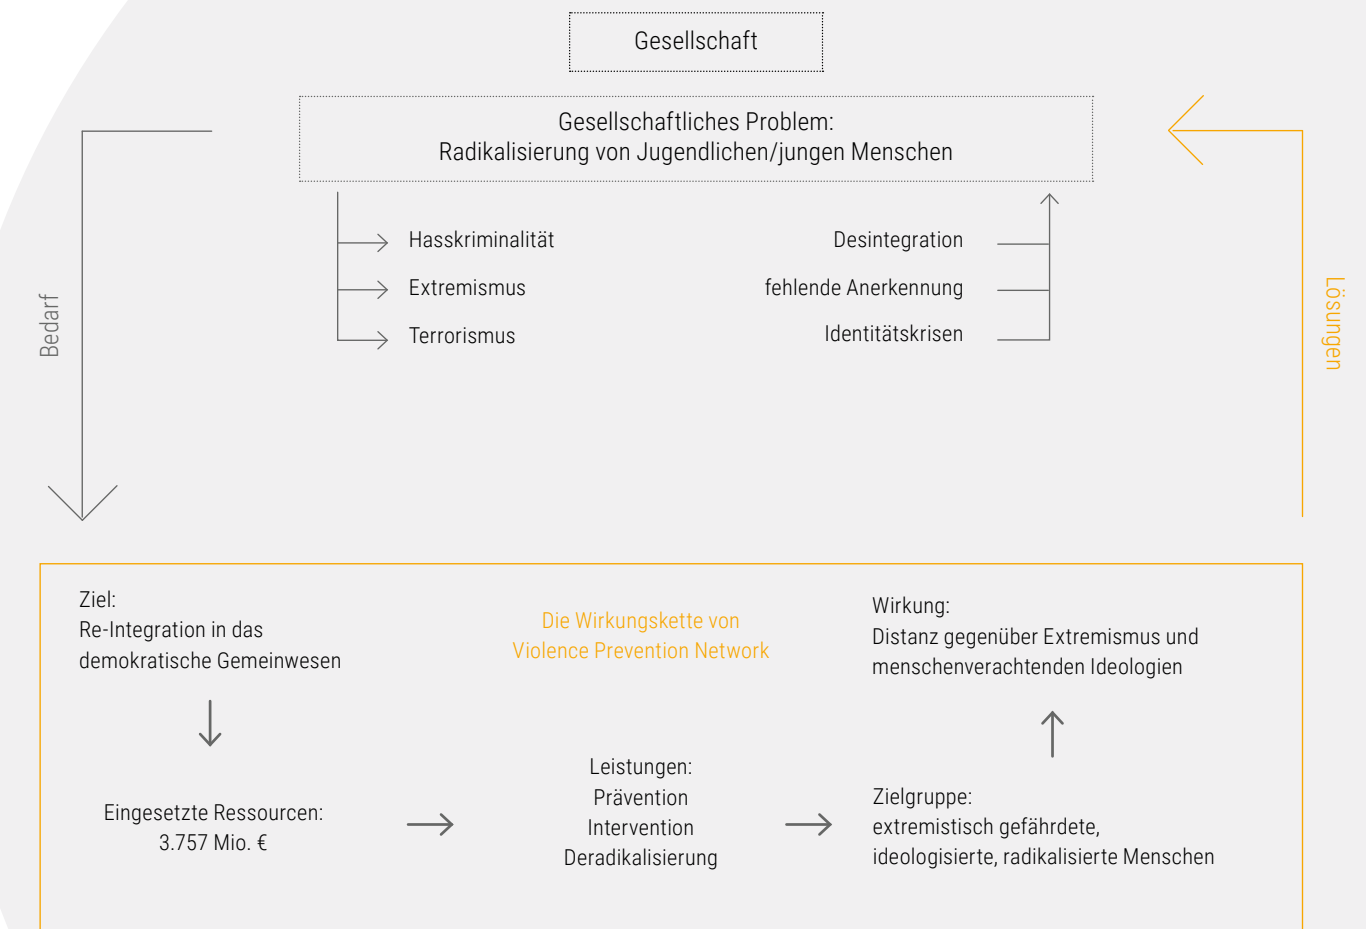 Gesellschaft
Gesellschaftliches Problem:
Radikalisierung von Jugendlichen/jungen Menschen
Hasskriminalität
Extremismus
Terrorismus
Desintegration
fehlende Anerkennung
Identitätskrisen
Bedarf
Lösungen
Ziel:
Re-Integration in das
demokratische Gemeinwesen
Die Wirkungskette von
Violence Prevention Network
Wirkung:
Distanz gegenüber Extremismus und
menschenverachtenden Ideologien
Eingesetzte Ressourcen:
3.757 Mio. €
Leistungen:
Prävention
Intervention
Deradikalisierung
Zielgruppe:
extremistisch gefährdete,
ideologisierte, radikalisierte Menschen